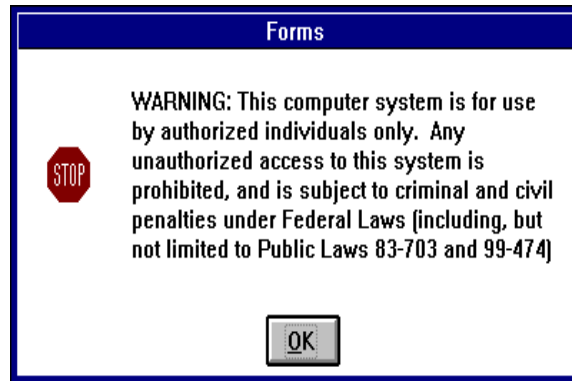 Forms
WARNING: This computer system is for use
by authorized individuals only.  Any
unauthorized access to this system is
prohibited, and is subject to criminal and civil
STOP
penalties under Federal Laws (including, but
not limited to Public Laws 83-703 and 99-474)
OK